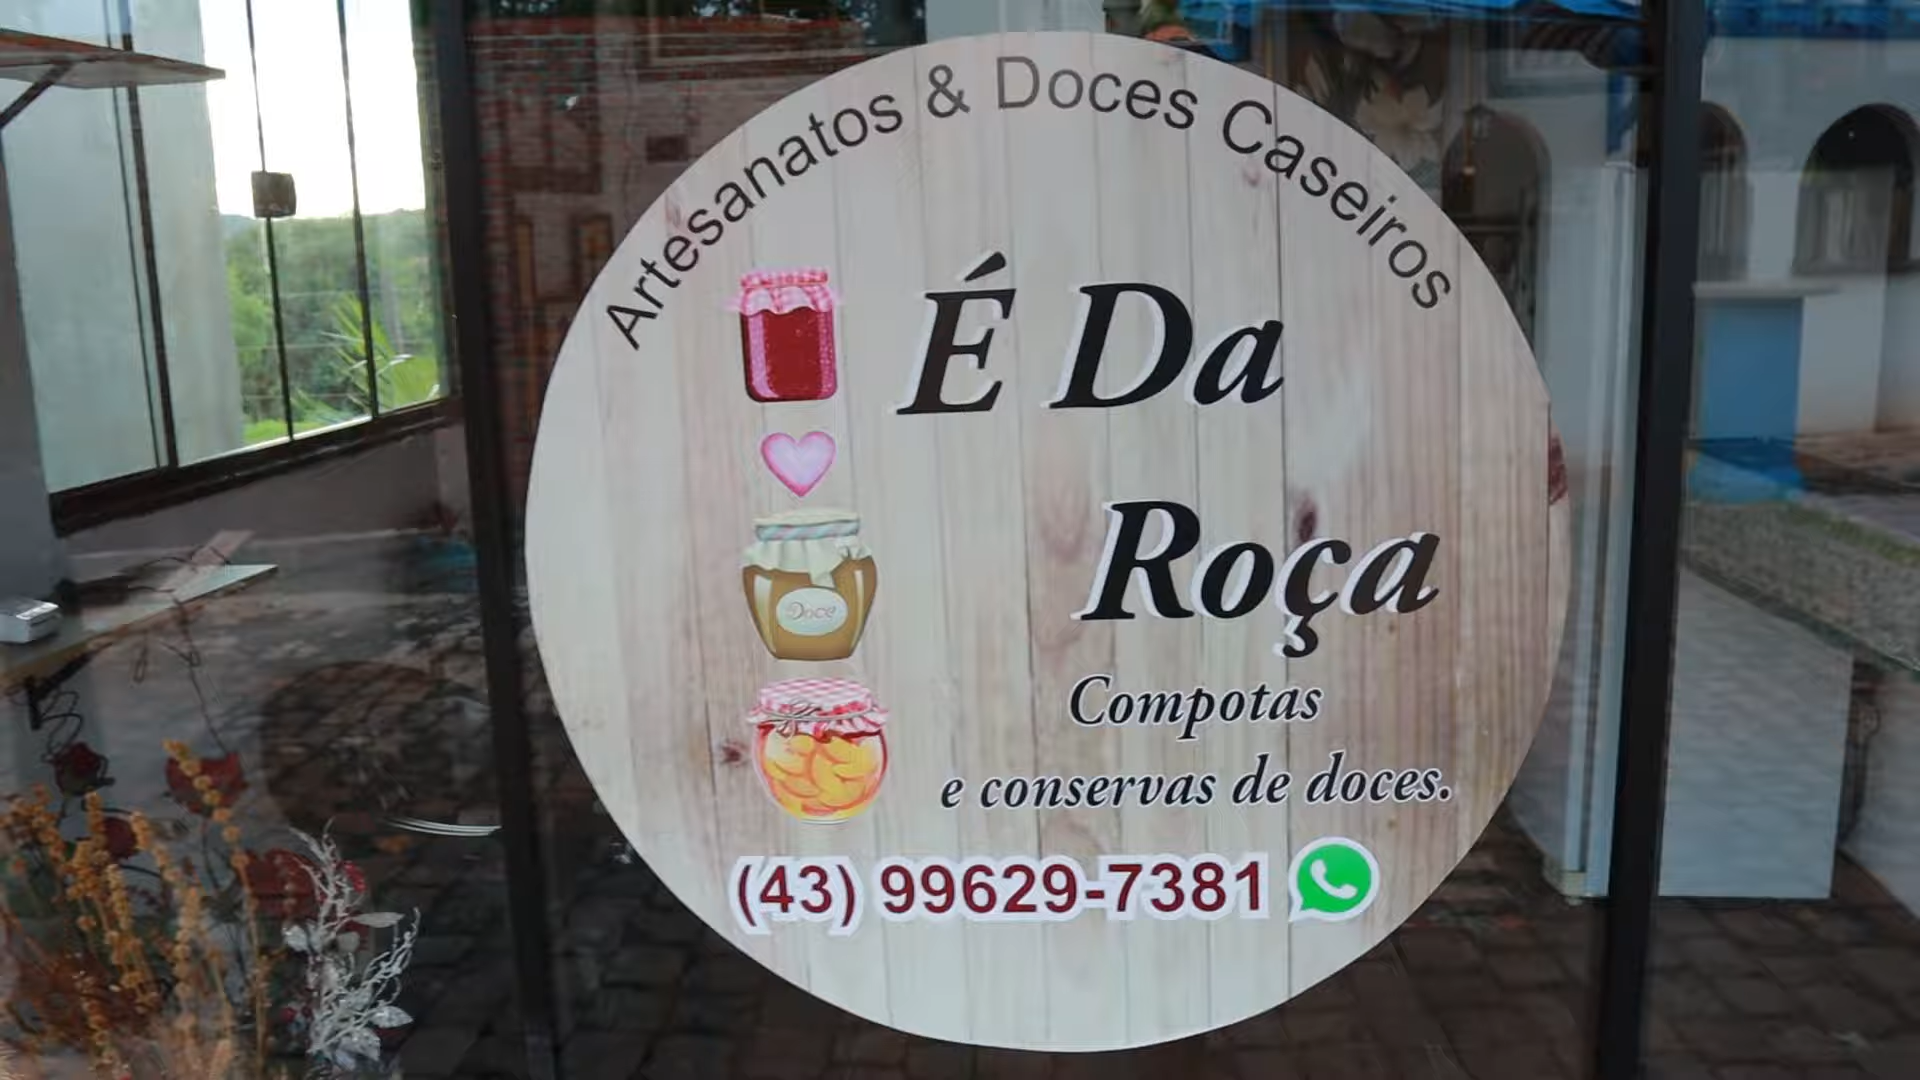 Artesanatos & Doces Caseiros
É Da
Roça
Doce
Compotas
e conservas de doces.
(43) 99629-7381